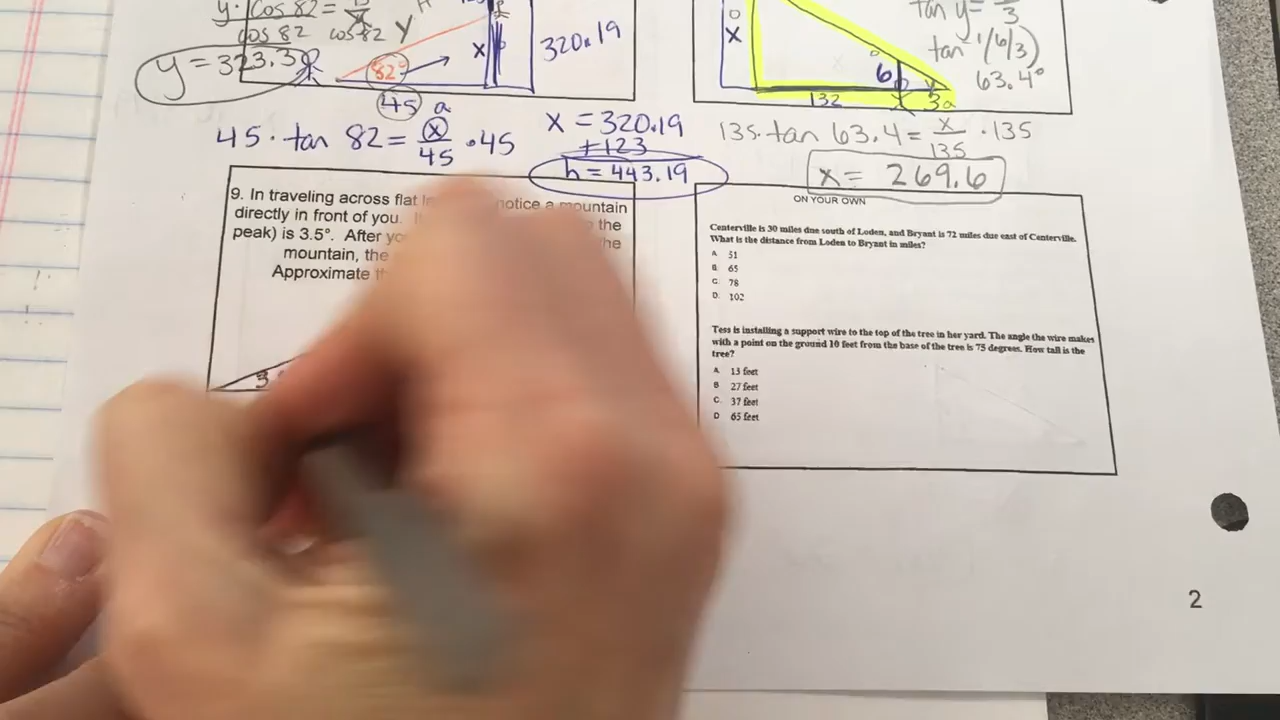 y. cos 82 =
cos 82 cos 82
y = 323.3
y
x
82°
45 a
320.19
45 · tan 82 = x/45 · 45
x = 320.19
+123
h = 443.19
x
6
132
x 3a
tan y = /3
tan⁻¹(6/3)
63.4°
135·tan 63.4 = x/135 · 135
x = 269.6
9. In traveling across flat notice a mountain
directly in front of you. the
peak) is 3.5°. After
mountain, the
Approximate
3
ON YOUR OWN
Centerville is 30 miles due south of Loden, and Bryant is 72 miles due east of Centerville.
What is the distance from Loden to Bryant in miles?
A 51
B. 65
C. 78
D. 102
Tess is installing a support wire to the top of the tree in her yard. The angle the wire makes
with a point on the ground 10 feet from the base of the tree is 75 degrees. How tall is the
tree?
A. 13 feet
B 27 feet
C. 37 feet
D 65 feet
2